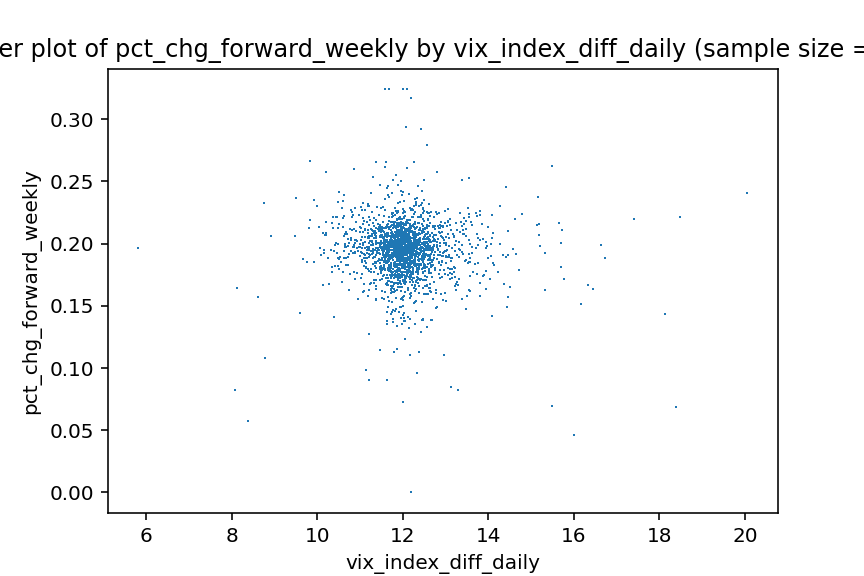 er plot of pct_chg_forward_weekly by vix_index_diff_daily (sample size =
pct_chg_forward_weekly
0.30
0.25
0.20
0.15
0.10
0.05
0.00
6 8 10 12 14 16 18 20
vix_index_diff_daily